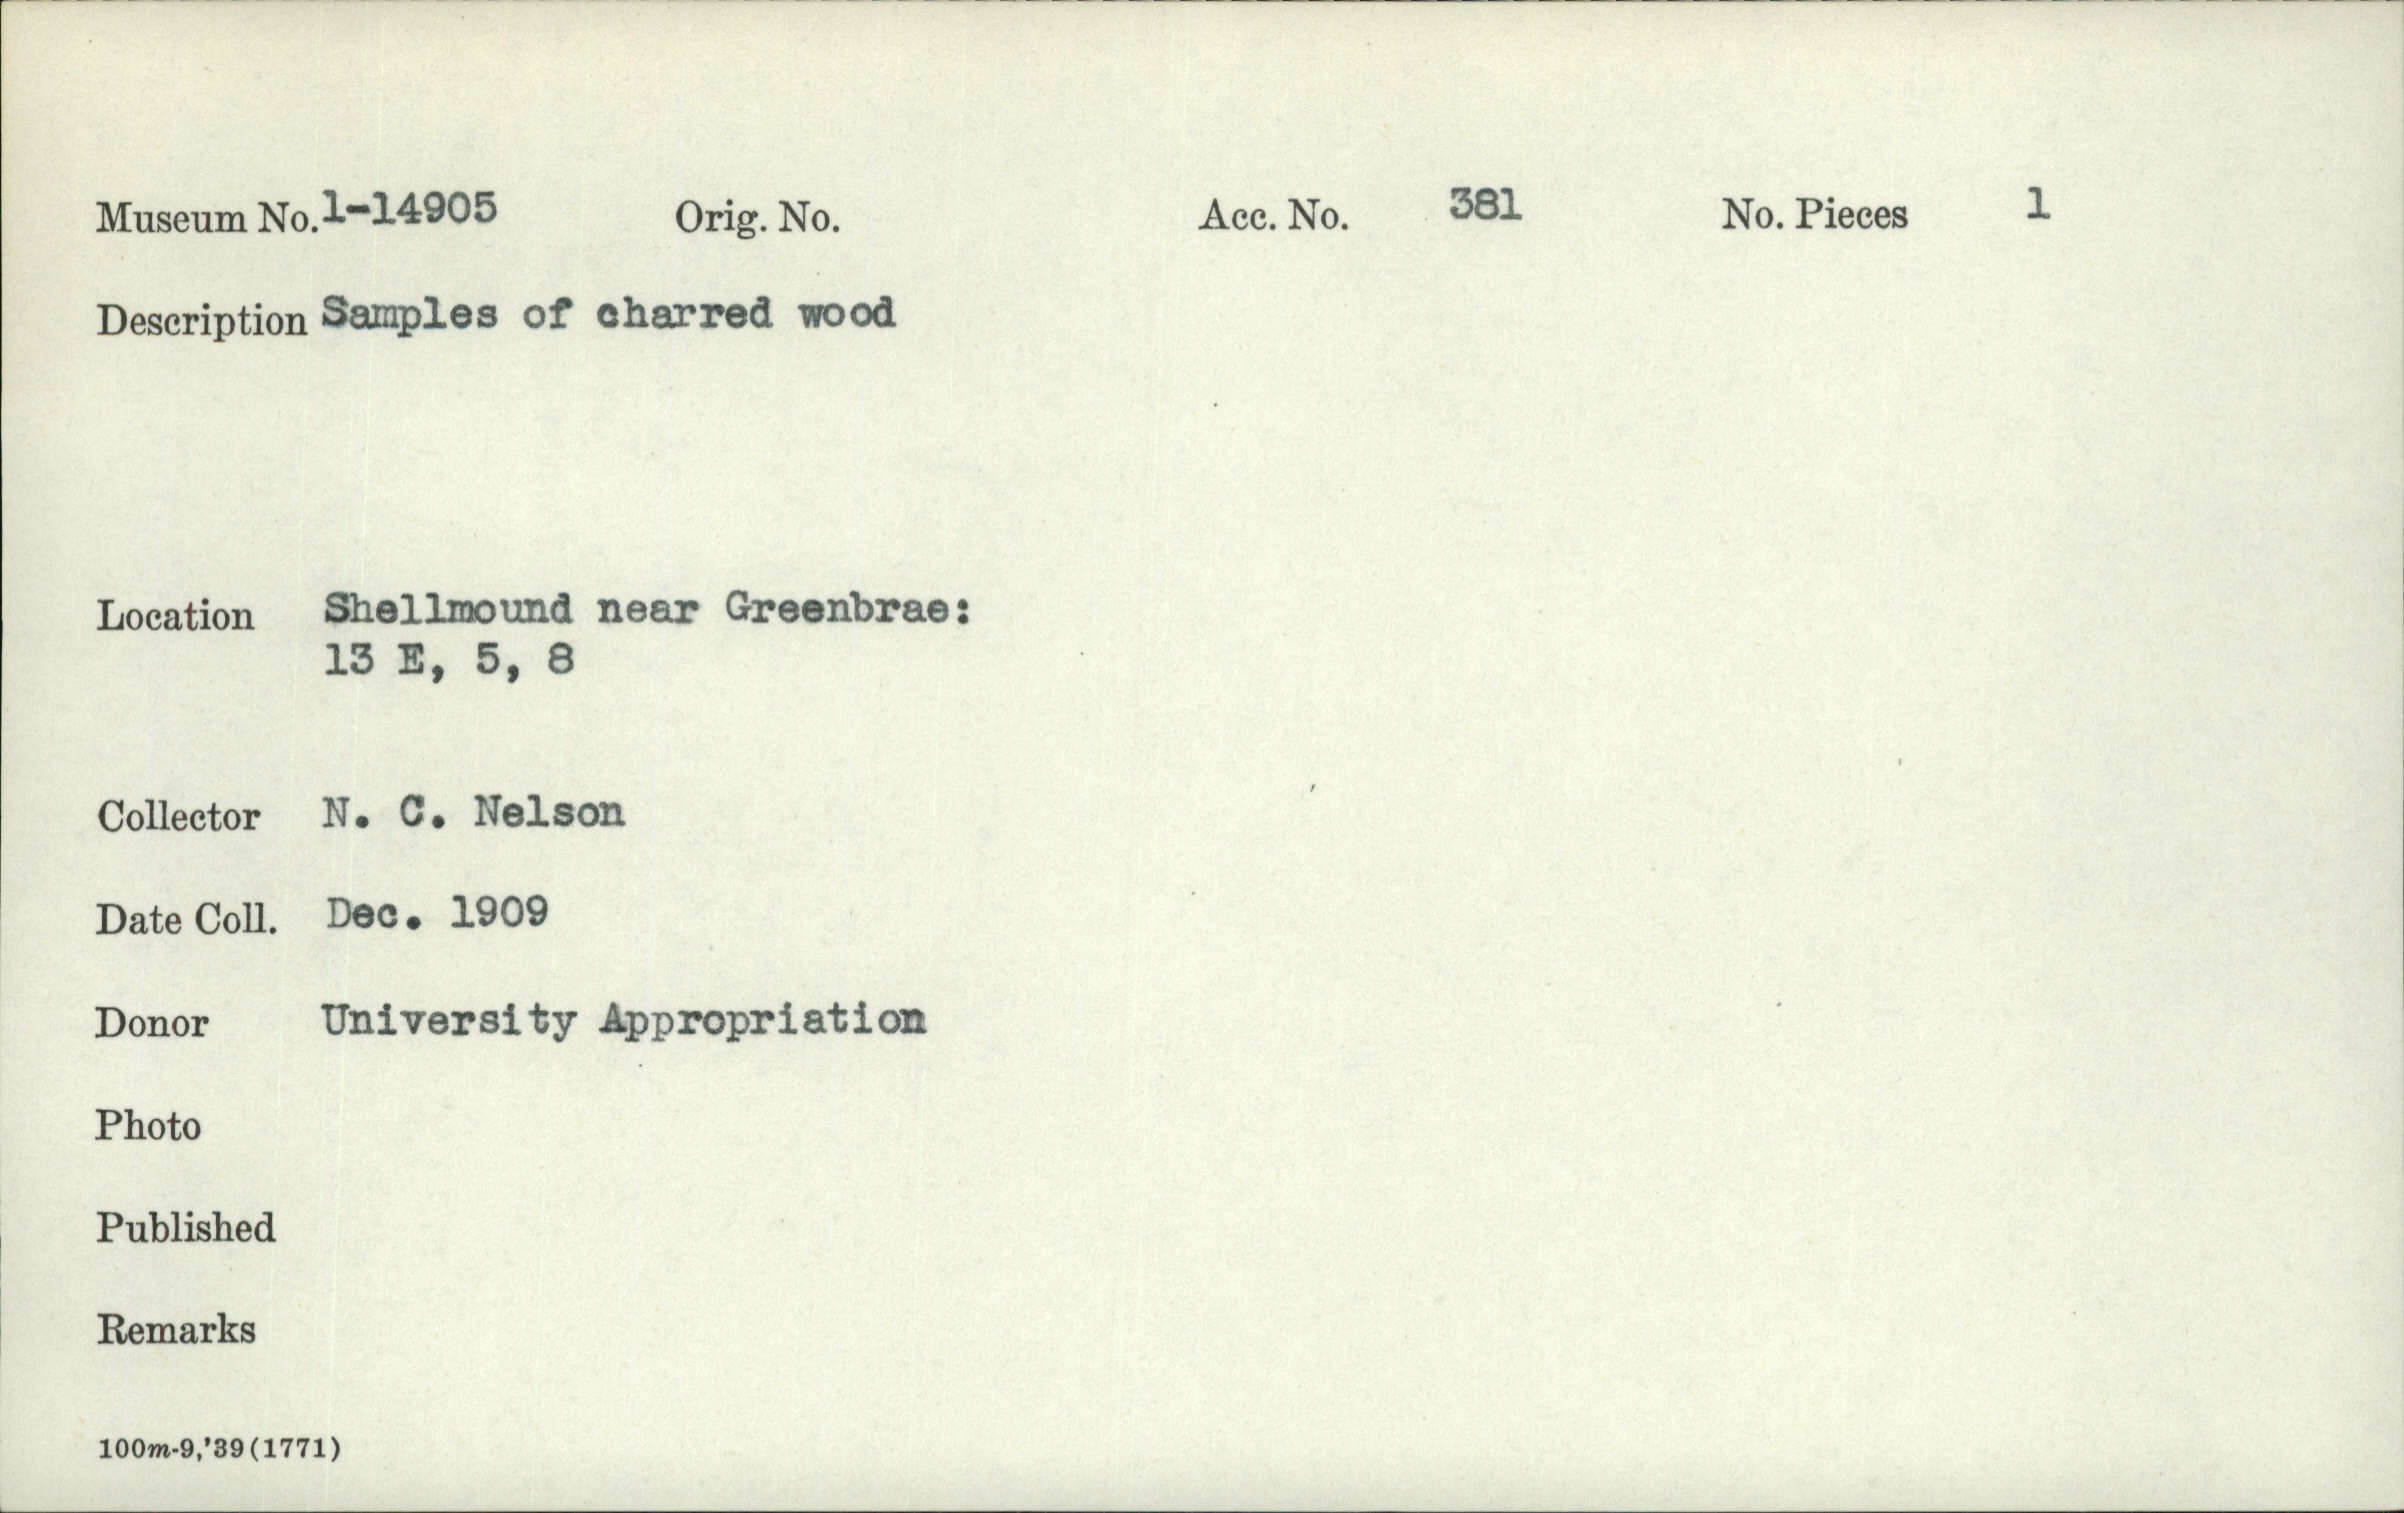 Museum No. 1-14905 Orig. No. Acc. No. 381 No. Pieces 1
Description Samples of charred wood
Location Shellmound near Greenbrae:
13 E, 5, 8
Collector N. C. Nelson
Date Coll. Dec. 1909
Donor University Appropriation
Photo
Published
Remarks
100m-9,'39(1771)